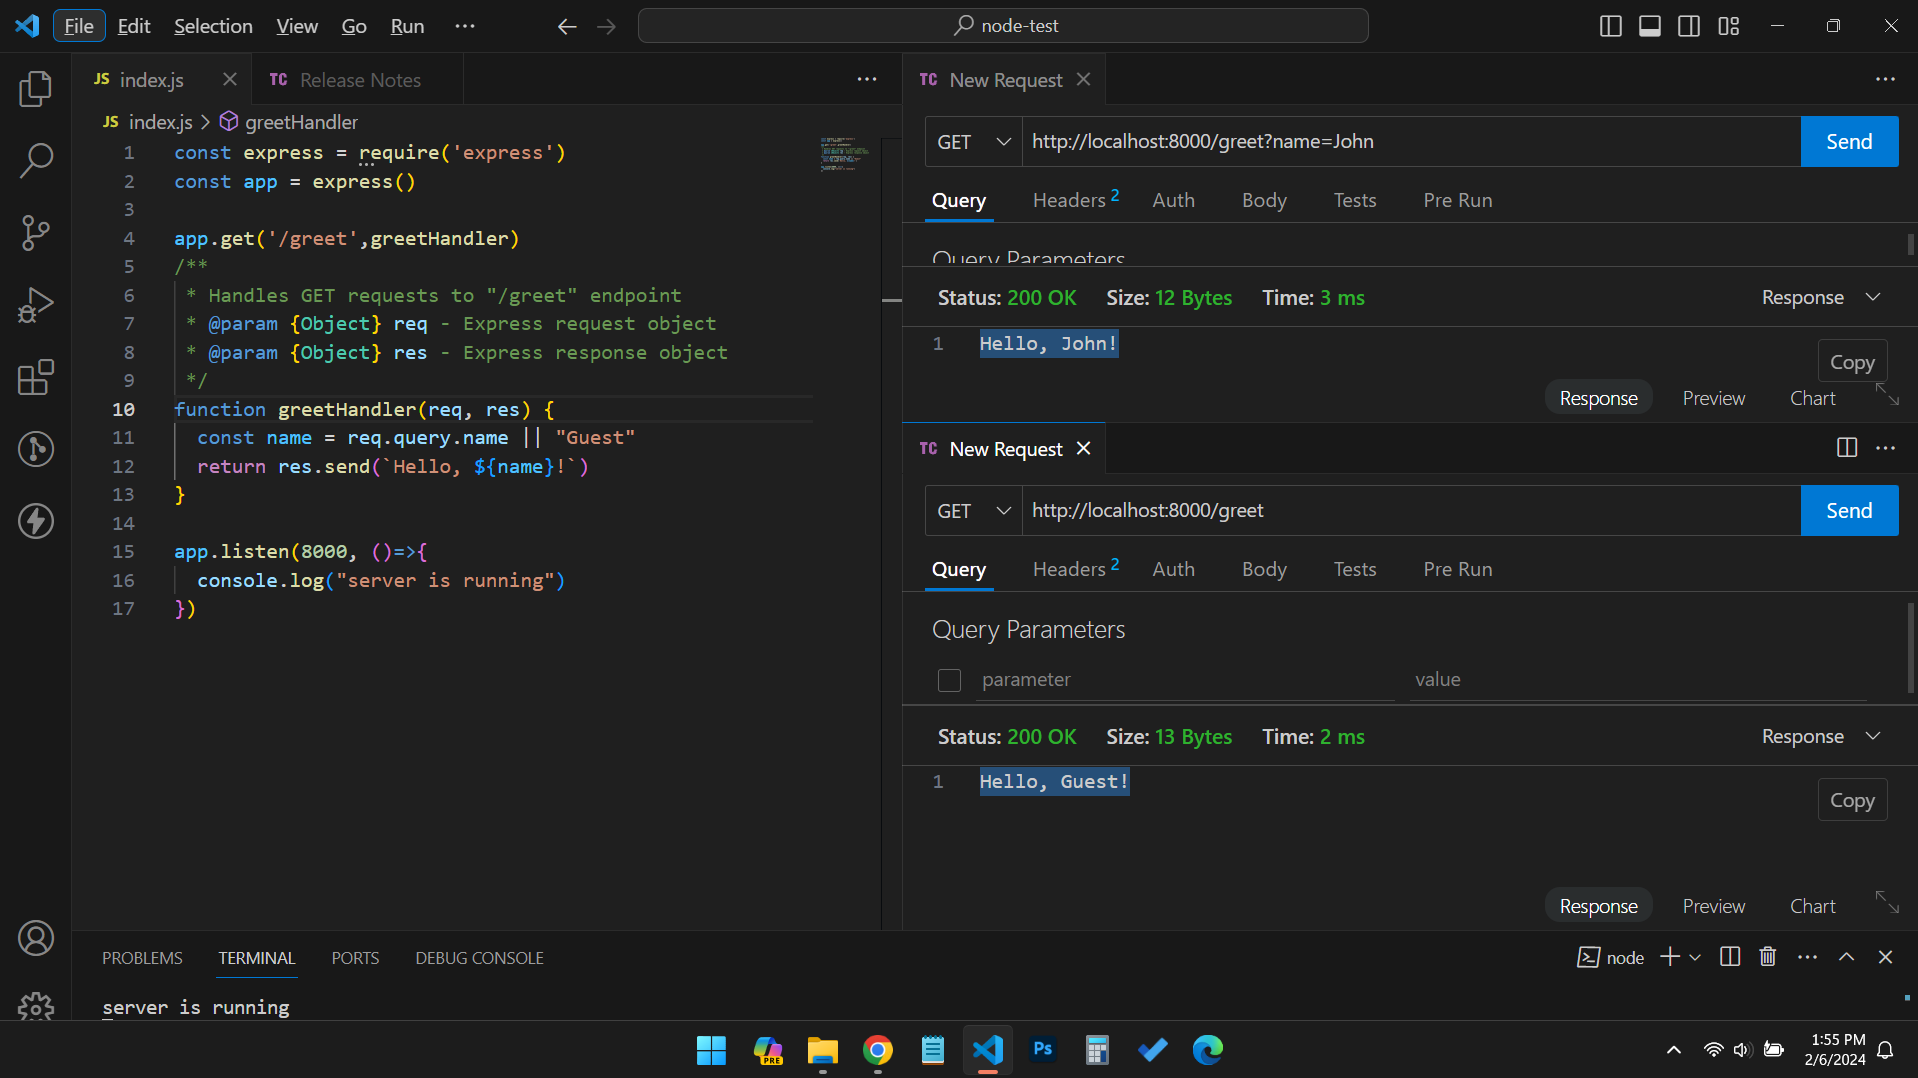 File Edit Selection View Go Run ··· node-test
JS index.js TC Release Notes ···
JS index.js > greetHandler
1 const express = require('express')
2 const app = express()
3
4 app.get('/greet',greetHandler)
5 /**
6 * Handles GET requests to "/greet" endpoint
7 * @param {Object} req - Express request object
8 * @param {Object} res - Express response object
9 */
10 function greetHandler(req, res) {
11 const name = req.query.name || "Guest"
12 return res.send(`Hello, ${name}!`)
13 }
14
15 app.listen(8000, ()=>{
16 console.log("server is running")
17 })
TC New Request ···
GET http://localhost:8000/greet?name=John Send
Query Headers 2 Auth Body Tests Pre Run
Query Parameters
Status: 200 OK Size: 12 Bytes Time: 3 ms Response
1 Hello, John!
Copy
Response Preview Chart
TC New Request ···
GET http://localhost:8000/greet Send
Query Headers 2 Auth Body Tests Pre Run
Query Parameters
parameter value
Status: 200 OK Size: 13 Bytes Time: 2 ms Response
1 Hello, Guest!
Copy
Response Preview Chart
PROBLEMS TERMINAL PORTS DEBUG CONSOLE node ···
server is running
PRE Ps 1:55 PM
2/6/2024